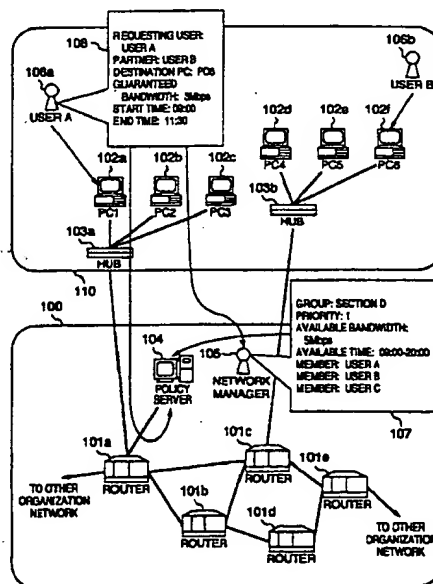 108
REQUESTING USER:
USER A
PARTNER: USER B
DESTINATION PC: PC6
GUARANTEED
BANDWIDTH: 3Mbps
START TIME: 09:00
END TIME: 11:30
106a
USER A
106b
USER B
102a
102b
102c
PC1
PC2
PC3
102d
102e
102f
PC4
PC5
PC6
103a
HUB
103b
HUB
110
100
104
POLICY
SERVER
105
NETWORK
MANAGER
GROUP: SECTION D
PRIORITY: 1
AVAILABLE BANDWIDTH:
5Mbps
AVAILABLE TIME: 09:00-20:00
MEMBER: USER A
MEMBER: USER B
MEMBER: USER C
107
101a
ROUTER
101b
ROUTER
101c
ROUTER
101d
ROUTER
101e
ROUTER
TO OTHER
ORGANIZATION
NETWORK
TO OTHER
ORGANIZATION
NETWORK